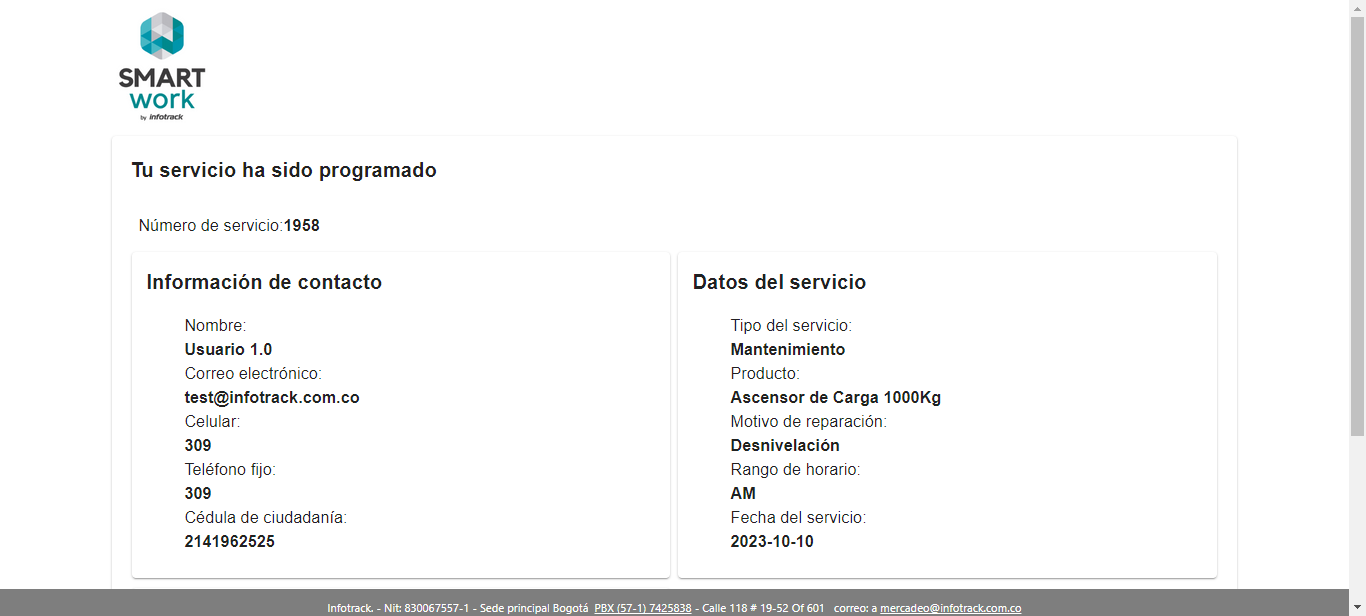 SMART
work
by infotrack
Tu servicio ha sido programado
Número de servicio:1958
Información de contacto
Nombre:
Usuario 1.0
Correo electrónico:
test@infotrack.com.co
Celular:
309
Teléfono fijo:
309
Cédula de ciudadanía:
2141962525
Datos del servicio
Tipo del servicio:
Mantenimiento
Producto:
Ascensor de Carga 1000Kg
Motivo de reparación:
Desnivelación
Rango de horario:
AM
Fecha del servicio:
2023-10-10
Infotrack. - Nit: 830067557-1 - Sede principal Bogotá PBX (57-1) 7425838 - Calle 118 # 19-52 Of 601 correo: a mercadeo@infotrack.com.co